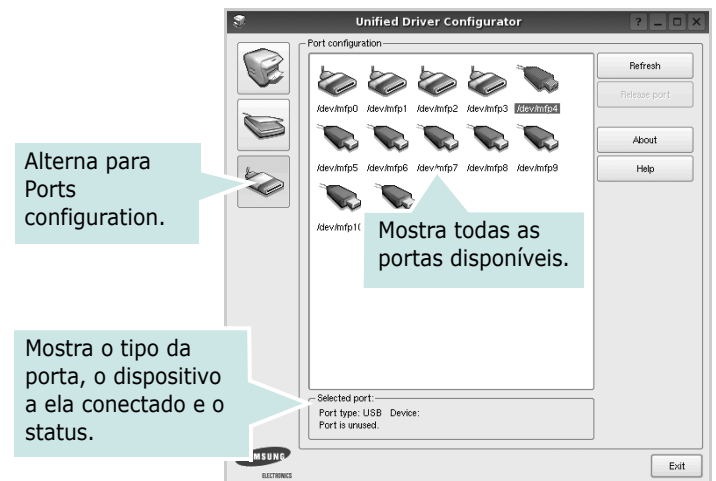 Unified Driver Configurator
Port configuration
/dev/mfp0 /dev/mfp1 /dev/mfp2 /dev/mfp3 /dev/mfp4
/dev/mfp5 /dev/mfp6 /dev/mfp7 /dev/mfp8 /dev/mfp9
/dev/mfp10
Refresh
Release port
About
Help
Alterna para
Ports
configuration.
Mostra todas as
portas disponíveis.
Mostra o tipo da
porta, o dispositivo
a ela conectado e o
status.
Selected port:
Port type: USB Device:
Port is unused.
MSUNG
ELECTRONICS
Exit